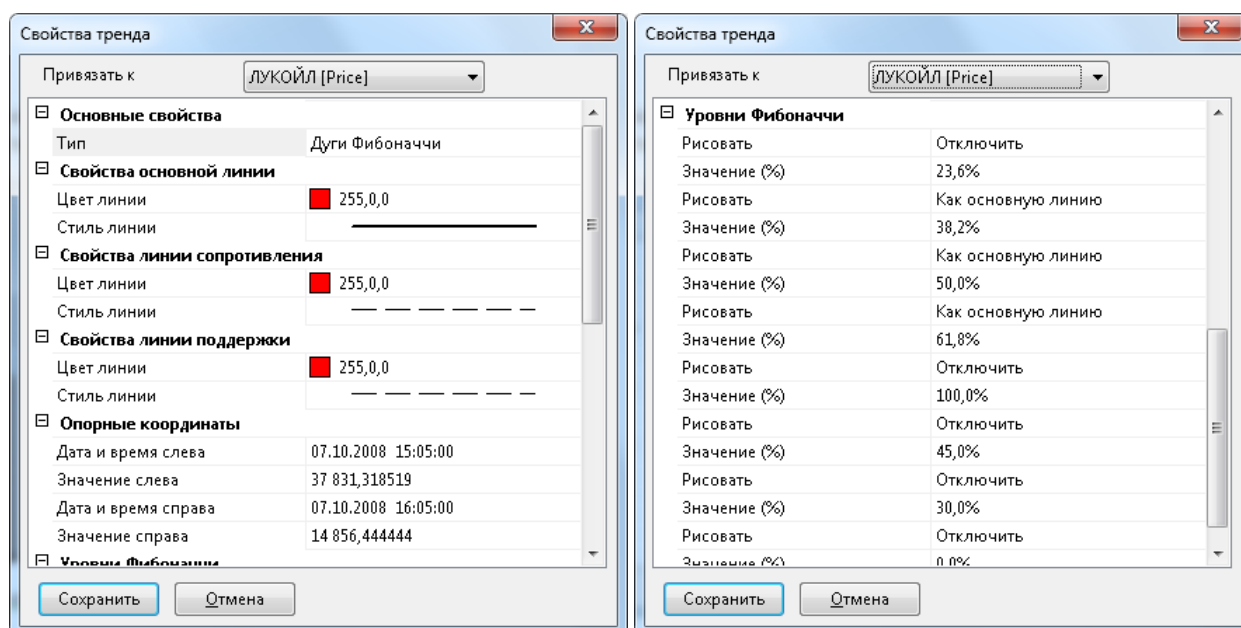 Свойства тренда
Привязать к ЛУКОЙЛ [Price]
Основные свойства
Тип Дуги Фибоначчи
Свойства основной линии
Цвет линии 255,0,0
Стиль линии
Свойства линии сопротивления
Цвет линии 255,0,0
Стиль линии
Свойства линии поддержки
Цвет линии 255,0,0
Стиль линии
Опорные координаты
Дата и время слева 07.10.2008 15:05:00
Значение слева 37 831,318519
Дата и время справа 07.10.2008 16:05:00
Значение справа 14 856,444444
Уровни Фибоначчи
Сохранить Отмена
Свойства тренда
Привязать к ЛУКОЙЛ [Price]
Уровни Фибоначчи
Рисовать Отключить
Значение (%) 23,6%
Рисовать Как основную линию
Значение (%) 38,2%
Рисовать Как основную линию
Значение (%) 50,0%
Рисовать Как основную линию
Значение (%) 61,8%
Рисовать Отключить
Значение (%) 100,0%
Рисовать Отключить
Значение (%) 45,0%
Рисовать Отключить
Значение (%) 30,0%
Рисовать Отключить
Значение (%) 0,0%
Сохранить Отмена